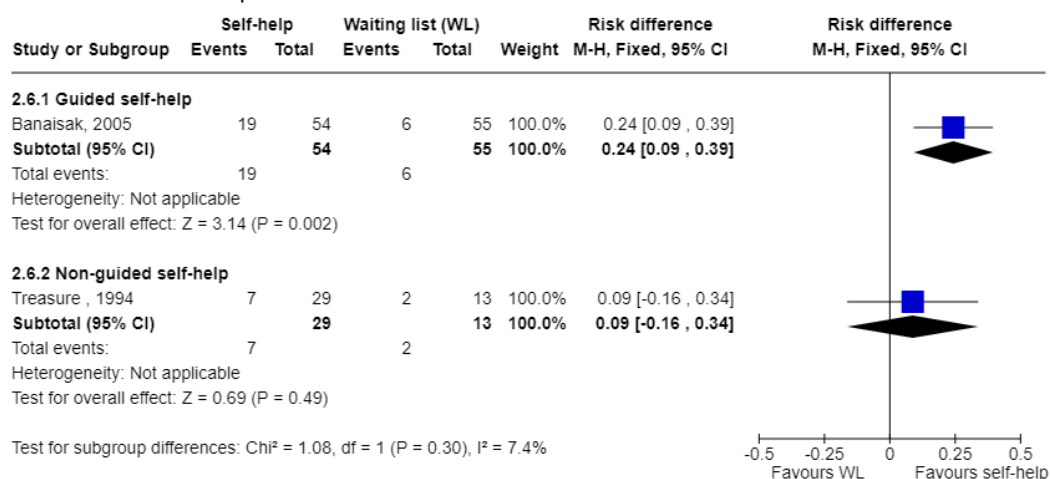 Self-help Waiting list (WL) Risk difference Risk difference
Study or Subgroup Events Total Events Total Weight M-H, Fixed, 95% CI M-H, Fixed, 95% CI
2.6.1 Guided self-help
Banaisak, 2005 19 54 6 55 100.0% 0.24 [0.09 , 0.39]
Subtotal (95% CI) 54 55 100.0% 0.24 [0.09 , 0.39]
Total events: 19 6
Heterogeneity: Not applicable
Test for overall effect: Z = 3.14 (P = 0.002)
2.6.2 Non-guided self-help
Treasure , 1994 7 29 2 13 100.0% 0.09 [-0.16 , 0.34]
Subtotal (95% CI) 29 13 100.0% 0.09 [-0.16 , 0.34]
Total events: 7 2
Heterogeneity: Not applicable
Test for overall effect: Z = 0.69 (P = 0.49)
Test for subgroup differences: Chi² = 1.08, df = 1 (P = 0.30), I² = 7.4%
-0.5 -0.25 0 0.25 0.5
Favours WL Favours self-help